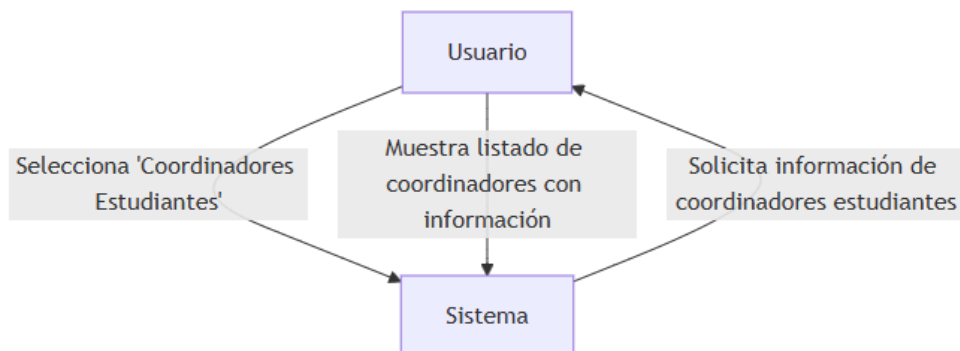 Usuario
Selecciona 'Coordinadores
Estudiantes'
Muestra listado de
coordinadores con
información
Solicita información de
coordinadores estudiantes
Sistema